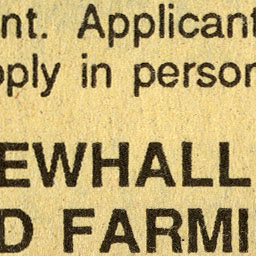 nt. Applicant
pply in person
EWHALL
D FARMI